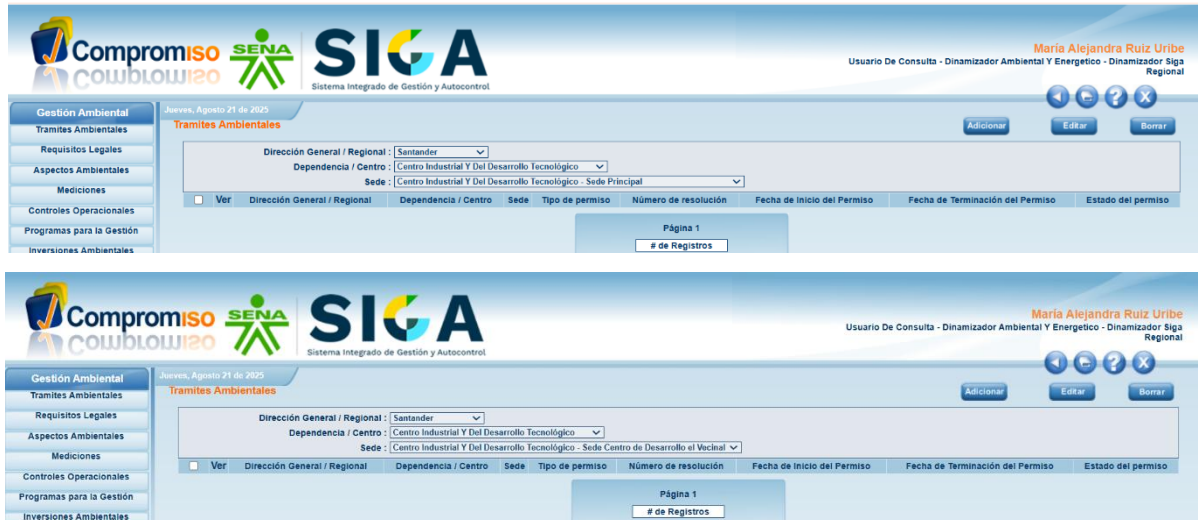 Compromiso SENA SIGA
Sistema Integrado de Gestión y Autocontrol
María Alejandra Ruiz Uribe
Usuario De Consulta - Dinamizador Ambiental Y Energetico - Dinamizador Siga
Regional
Gestión Ambiental
Jueves, Agosto 21 de 2025
Tramites Ambientales
Tramites Ambientales
Adicionar Editar Borrar
Requisitos Legales
Dirección General / Regional : Santander
Aspectos Ambientales
Dependencia / Centro : Centro Industrial Y Del Desarrollo Tecnológico
Sede : Centro Industrial Y Del Desarrollo Tecnológico - Sede Principal
Mediciones
Ver Dirección General / Regional Dependencia / Centro Sede Tipo de permiso Número de resolución Fecha de Inicio del Permiso Fecha de Terminación del Permiso Estado del permiso
Controles Operacionales
Programas para la Gestión
Página 1
Inversiones Ambientales
# de Registros
Compromiso SENA SIGA
Sistema Integrado de Gestión y Autocontrol
María Alejandra Ruiz Uribe
Usuario De Consulta - Dinamizador Ambiental Y Energetico - Dinamizador Siga
Regional
Gestión Ambiental
Jueves, Agosto 21 de 2025
Tramites Ambientales
Tramites Ambientales
Adicionar Editar Borrar
Requisitos Legales
Dirección General / Regional : Santander
Aspectos Ambientales
Dependencia / Centro : Centro Industrial Y Del Desarrollo Tecnológico
Sede : Centro Industrial Y Del Desarrollo Tecnológico - Sede Centro de Desarrollo el Vocinal
Mediciones
Ver Dirección General / Regional Dependencia / Centro Sede Tipo de permiso Número de resolución Fecha de Inicio del Permiso Fecha de Terminación del Permiso Estado del permiso
Controles Operacionales
Programas para la Gestión
Página 1
Inversiones Ambientales
# de Registros